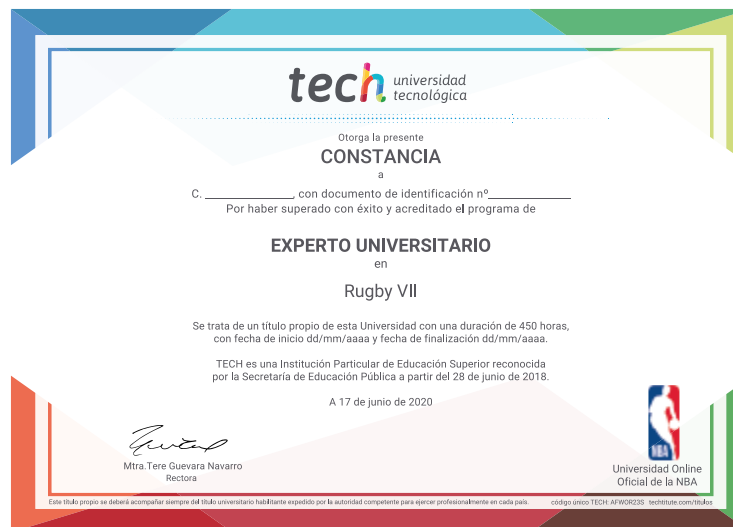 tech universidad
tecnológica
Otorga la presente
CONSTANCIA
a
C. ______________, con documento de identificación nº______________
Por haber superado con éxito y acreditado el programa de
EXPERTO UNIVERSITARIO
en
Rugby VII
Se trata de un título propio de esta Universidad con una duración de 450 horas,
con fecha de inicio dd/mm/aaaa y fecha de finalización dd/mm/aaaa.
TECH es una Institución Particular de Educación Superior reconocida
por la Secretaría de Educación Pública a partir del 28 de junio de 2018.
A 17 de junio de 2020
Mtra.Tere Guevara Navarro
Rectora
NBA
Universidad Online
Oficial de la NBA
Este título propio se deberá acompañar siempre del título universitario habilitante expedido por la autoridad competente para ejercer profesionalmente en cada país. código único TECH: AFWOR23S techtitute.com/títulos